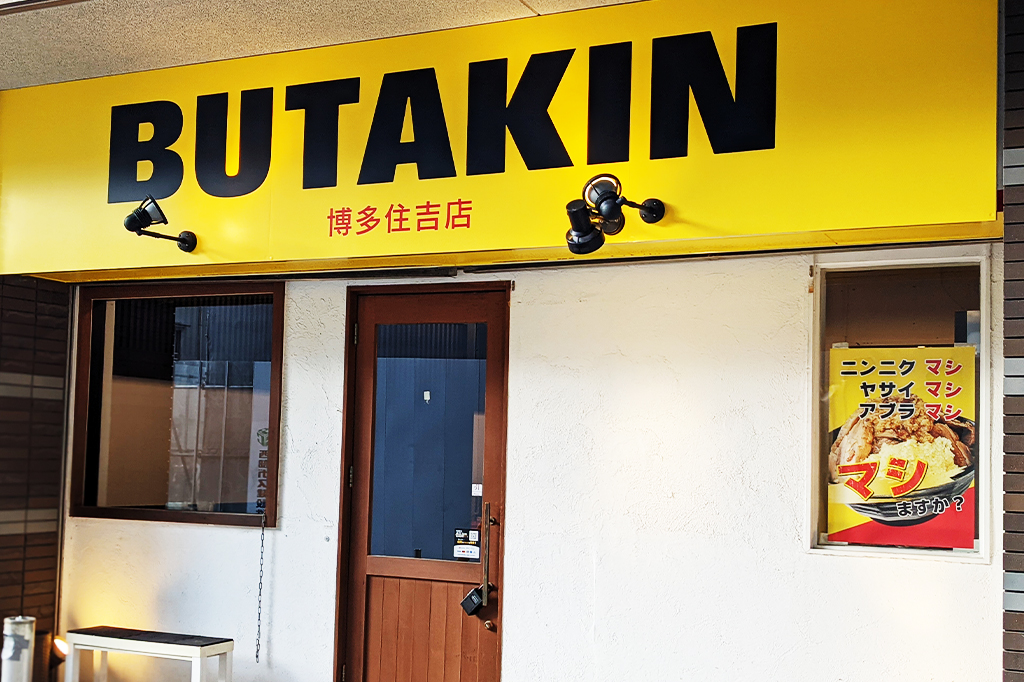 BUTAKIN
博多住吉店
ニンニク マシ
ヤサイ マシ
アブラ マシ
マシ
ますか?